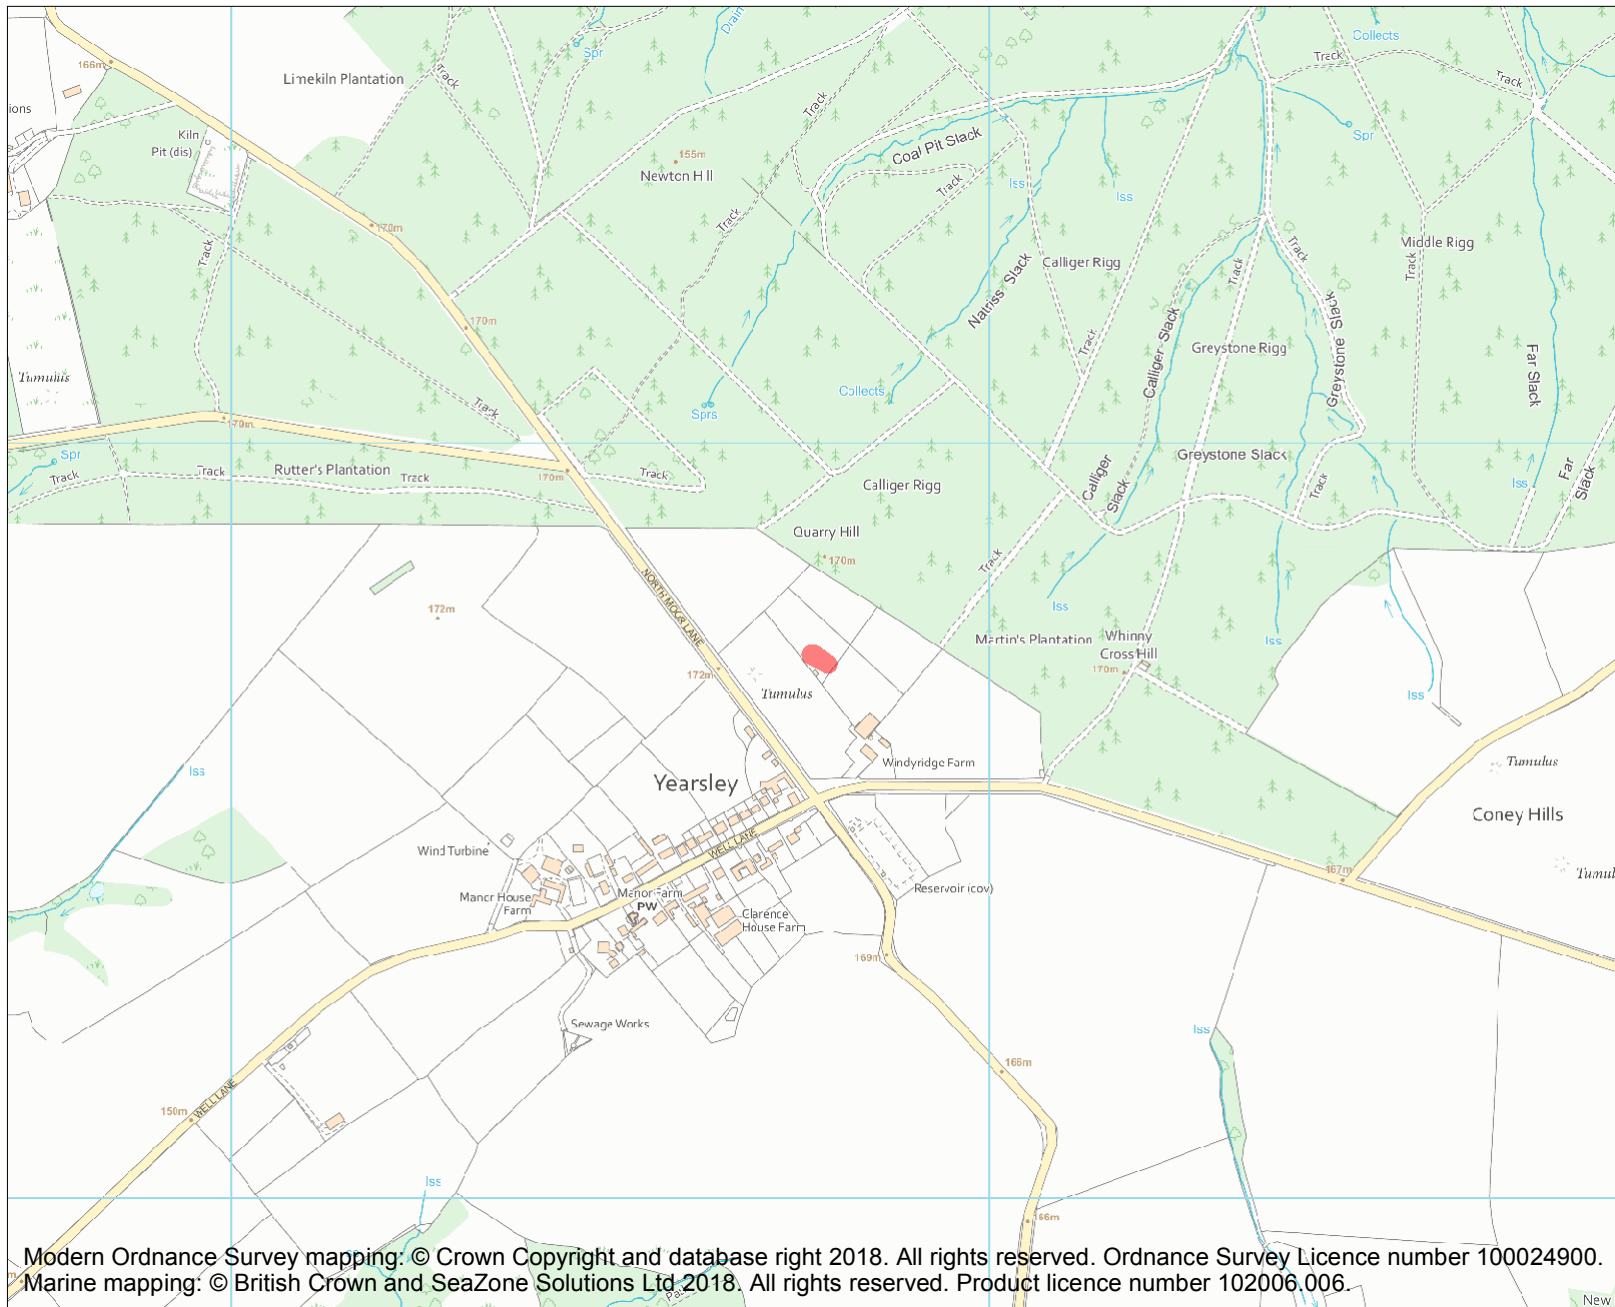 166m
Limekiln Plantation
Track
Spr
Drain
Track
Collects
Track
Track
ions
Kiln
Pit (dis)
155m
Newton Hill
Coal Pit Slack
Track
Iss
Iss
Spr
170m
Track
Track
Natriss Slack
Calliger Rigg
Track
Track
Middle Rigg
Track
170m
Track
Calliger Slack
Greystone Rigg
Greystone Slack
Far Slack
Tumulus
Track
Collects
Sprs
170m
Spr
Track
Track
Rutter's Plantation
Track
170m
Track
Calliger Rigg
Calliger
Slack
Greystone Slack
Track
Iss
Far
Slack
Quarry Hill
170m
Track
NORTH MOOR LANE
172m
Iss
Martin's Plantation
Whinny
Cross Hill
170m
Iss
Iss
172m
Tumulus
Iss
Yearsley
Windyridge Farm
Tumulus
Coney Hills
Wind Turbine
WELL LANE
167m
Tumul
Manor House
Farm
Manor Farm
PW
Reservoir (cov)
Clarence
House Farm
169m
Sewage Works
Iss
166m
150m
WELL LANE
Iss
166m
Modern Ordnance Survey mapping: © Crown Copyright and database right 2018. All rights reserved. Ordnance Survey Licence number 100024900.
Marine mapping: © British Crown and SeaZone Solutions Ltd 2018. All rights reserved. Product licence number 102006.006.
New